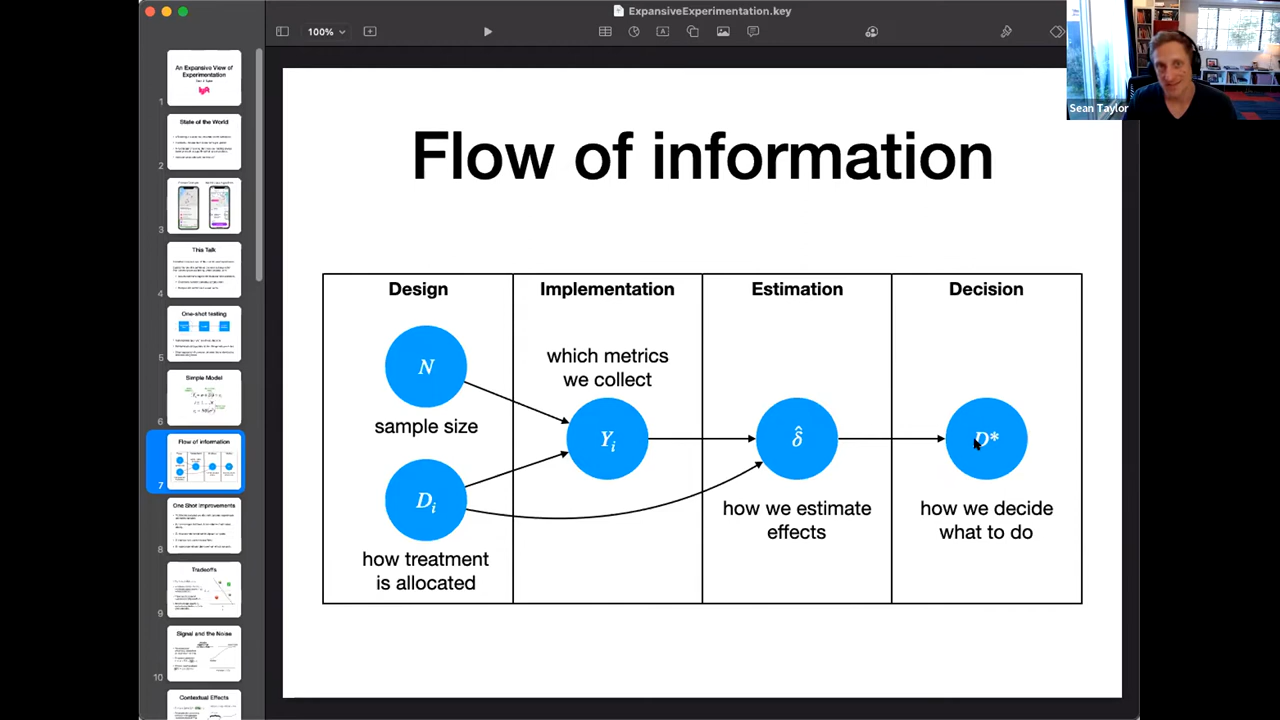 ExpansiveExperimentation.key
100%
Sean Taylor
An Expansive View of
Experimentation
1
State of the World
2
3
This Talk
4
One-shot testing
5
Simple Model
6
Flow of information
7
One Shot Improvements
8
Tradeoffs
9
Signal and the Noise
10
Contextual Effects
Flow of information
Design
Implementation
Estimation
Decision
N
sample size
D_i
how treatment
is allocated
which metrics
we collect
Y_i
δ̂
how we estimate
effects
D*
how we decide
what to do